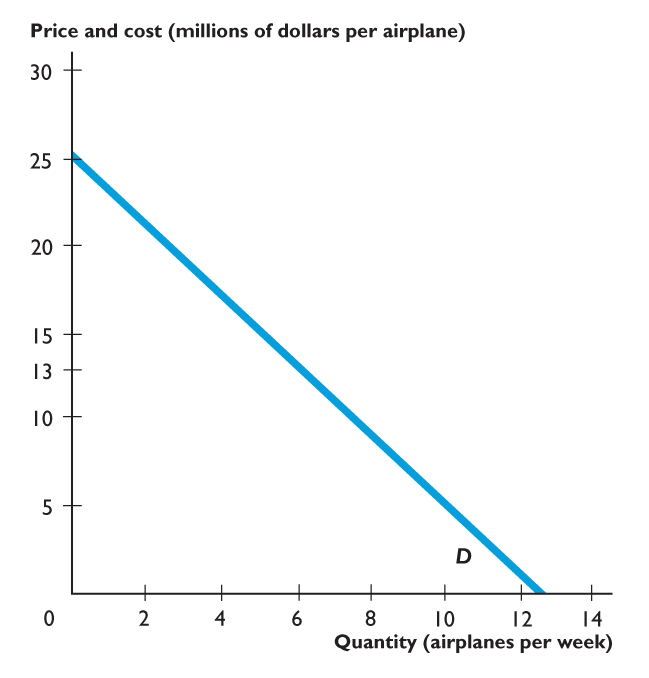 Price and cost (millions of dollars per airplane)
30
25
20
15
13
10
5
D
0 2 4 6 8 10 12 14
Quantity (airplanes per week)